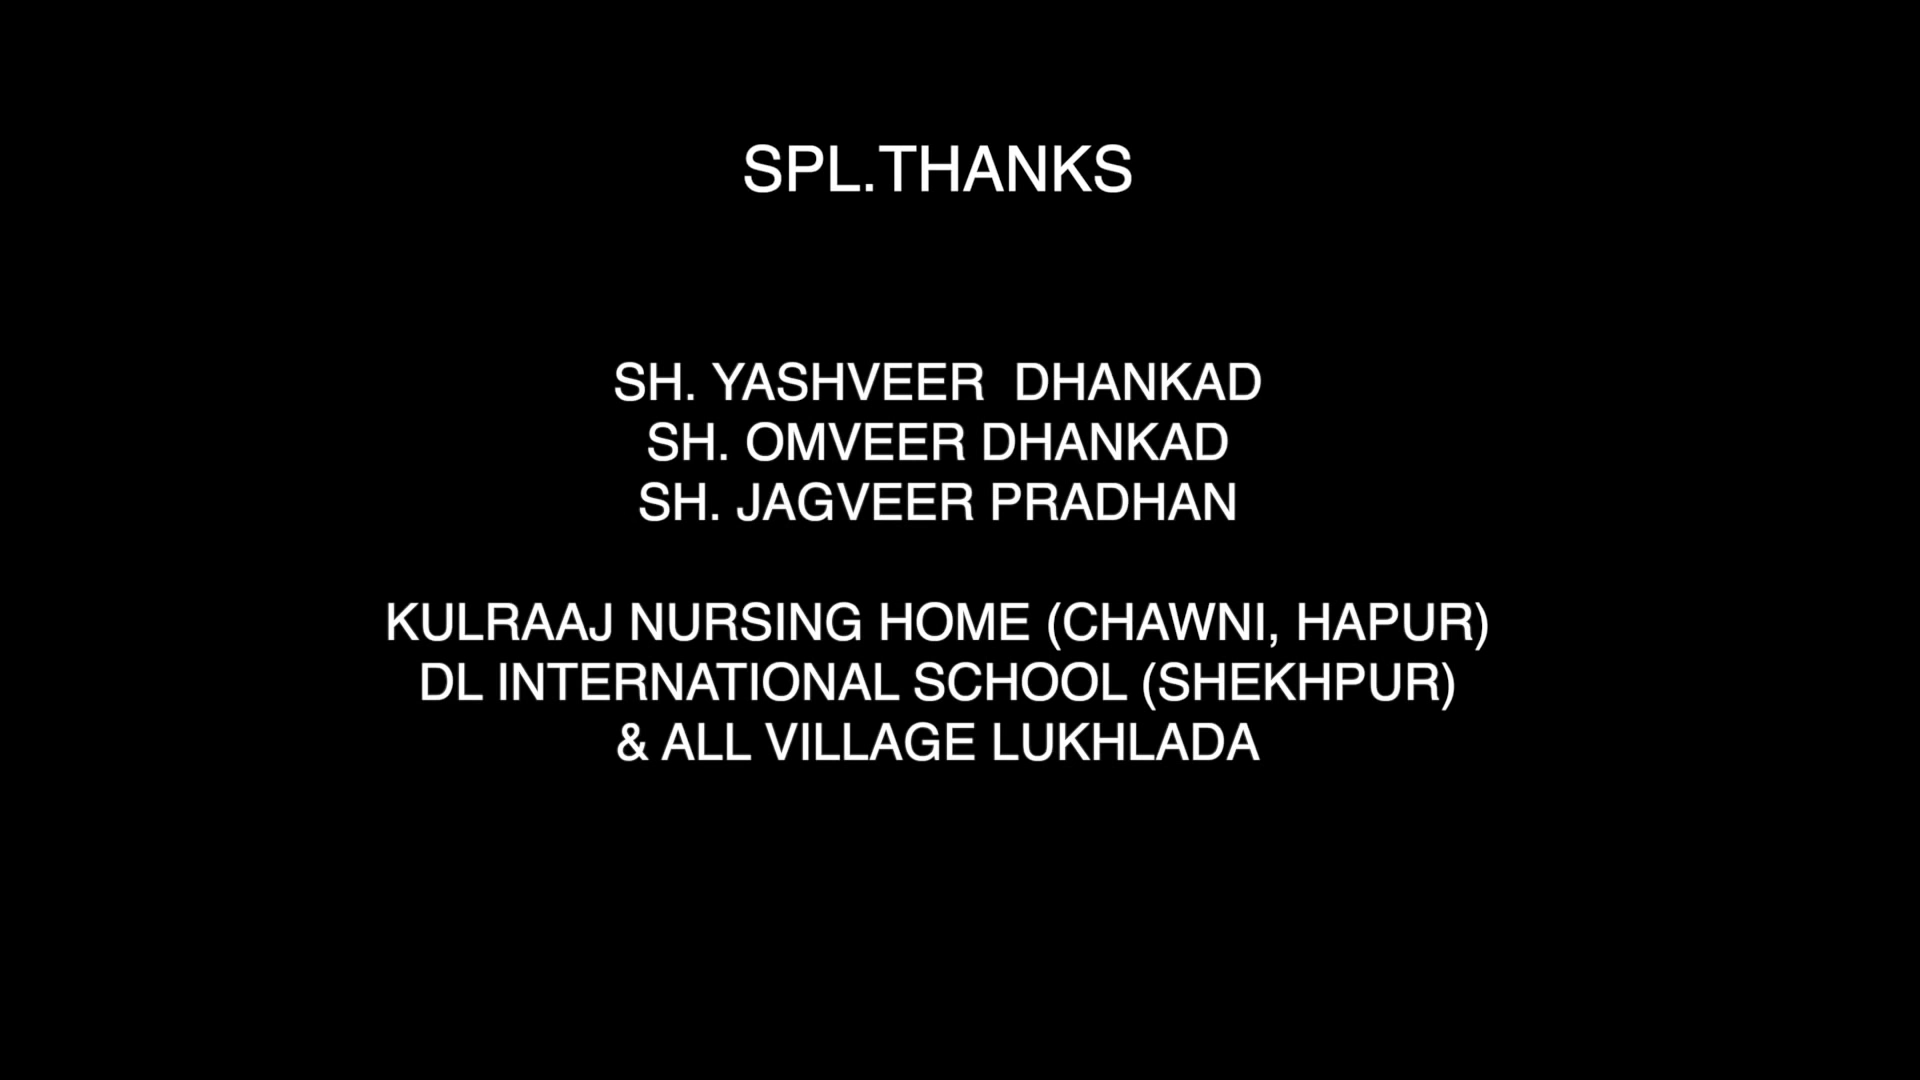 SPL.THANKS
SH. YASHVEER  DHANKAD
SH. OMVEER DHANKAD
SH. JAGVEER PRADHAN
KULRAAJ NURSING HOME (CHAWNI, HAPUR)
DL INTERNATIONAL SCHOOL (SHEKHPUR)
& ALL VILLAGE LUKHLADA